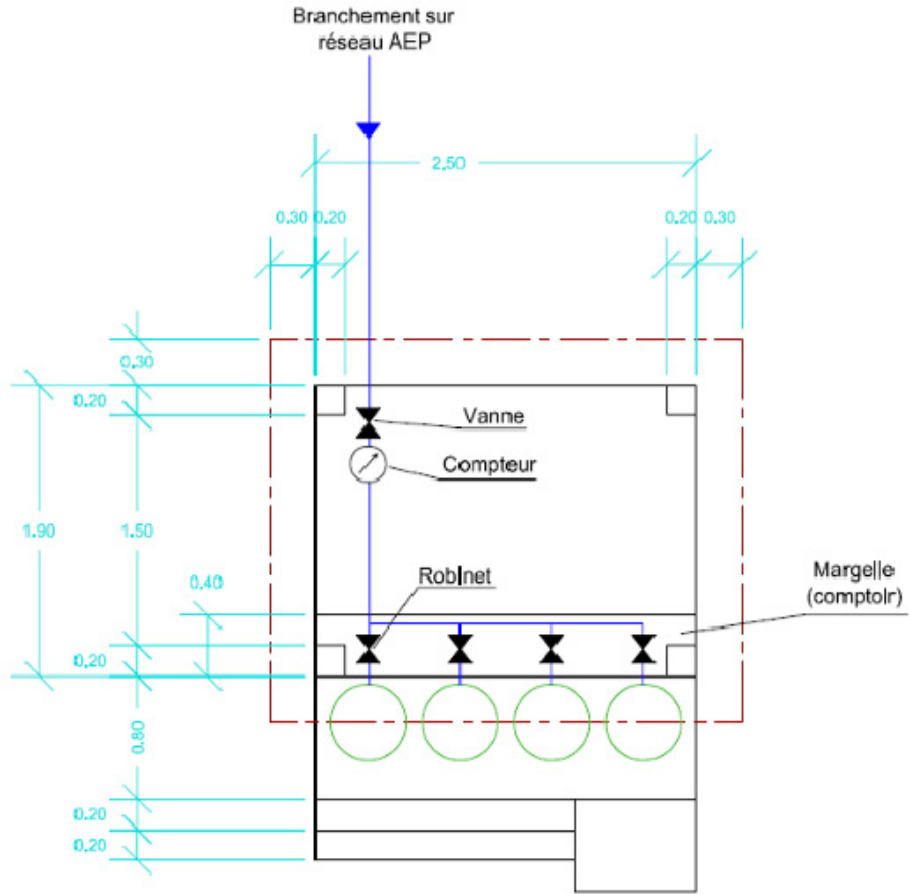 Branchement sur
réseau AEP
2.50
0.30 0.20
0.20 0.30
0.30
0.20
Vanne
Compteur
1.90
1.50
0.40
Robinet
Margelle
(comptoir)
0.20
0.80
0.20
0.20